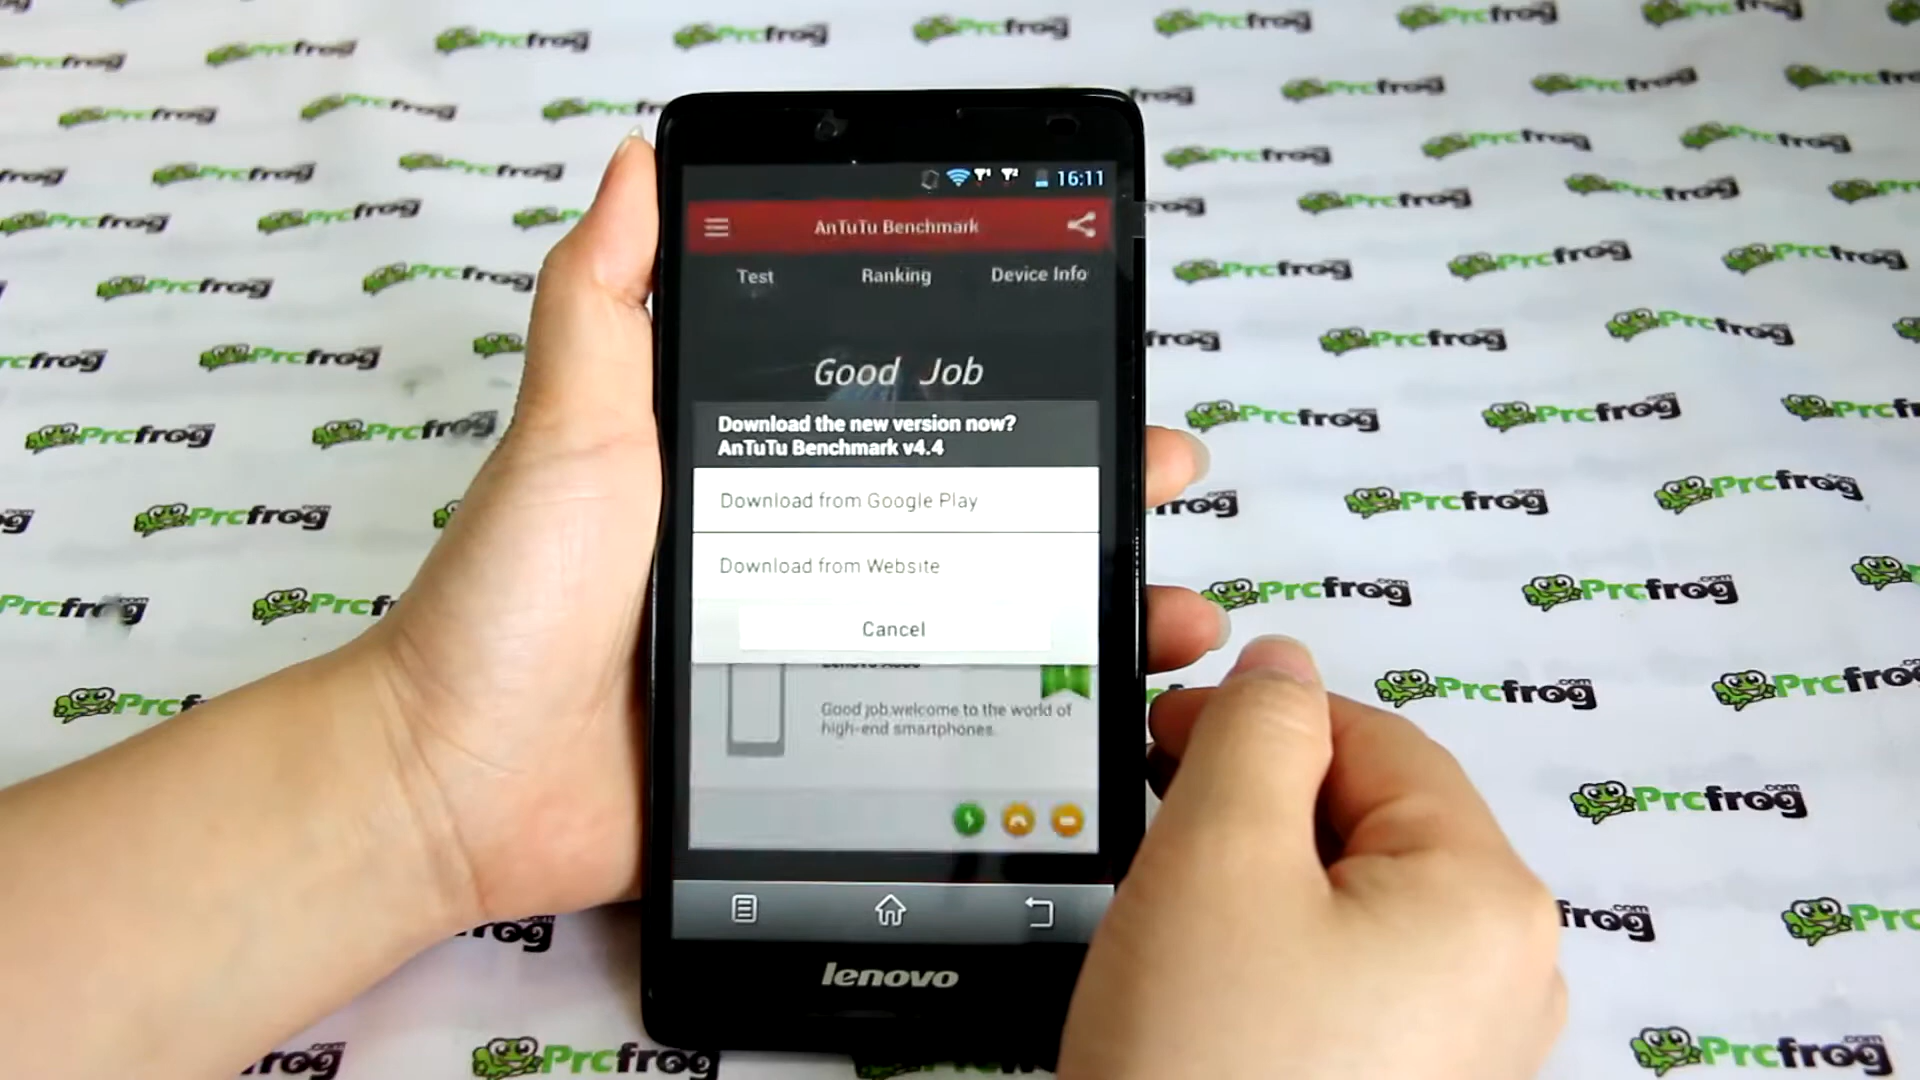 16:11
AnTuTu Benchmark
Test Ranking Device Info
Good Job
Download the new version now?
AnTuTu Benchmark v4.4
Download from Google Play
Download from Website
Cancel
Good job,welcome to the world of
high-end smartphones.
lenovo
Prcfrog.com